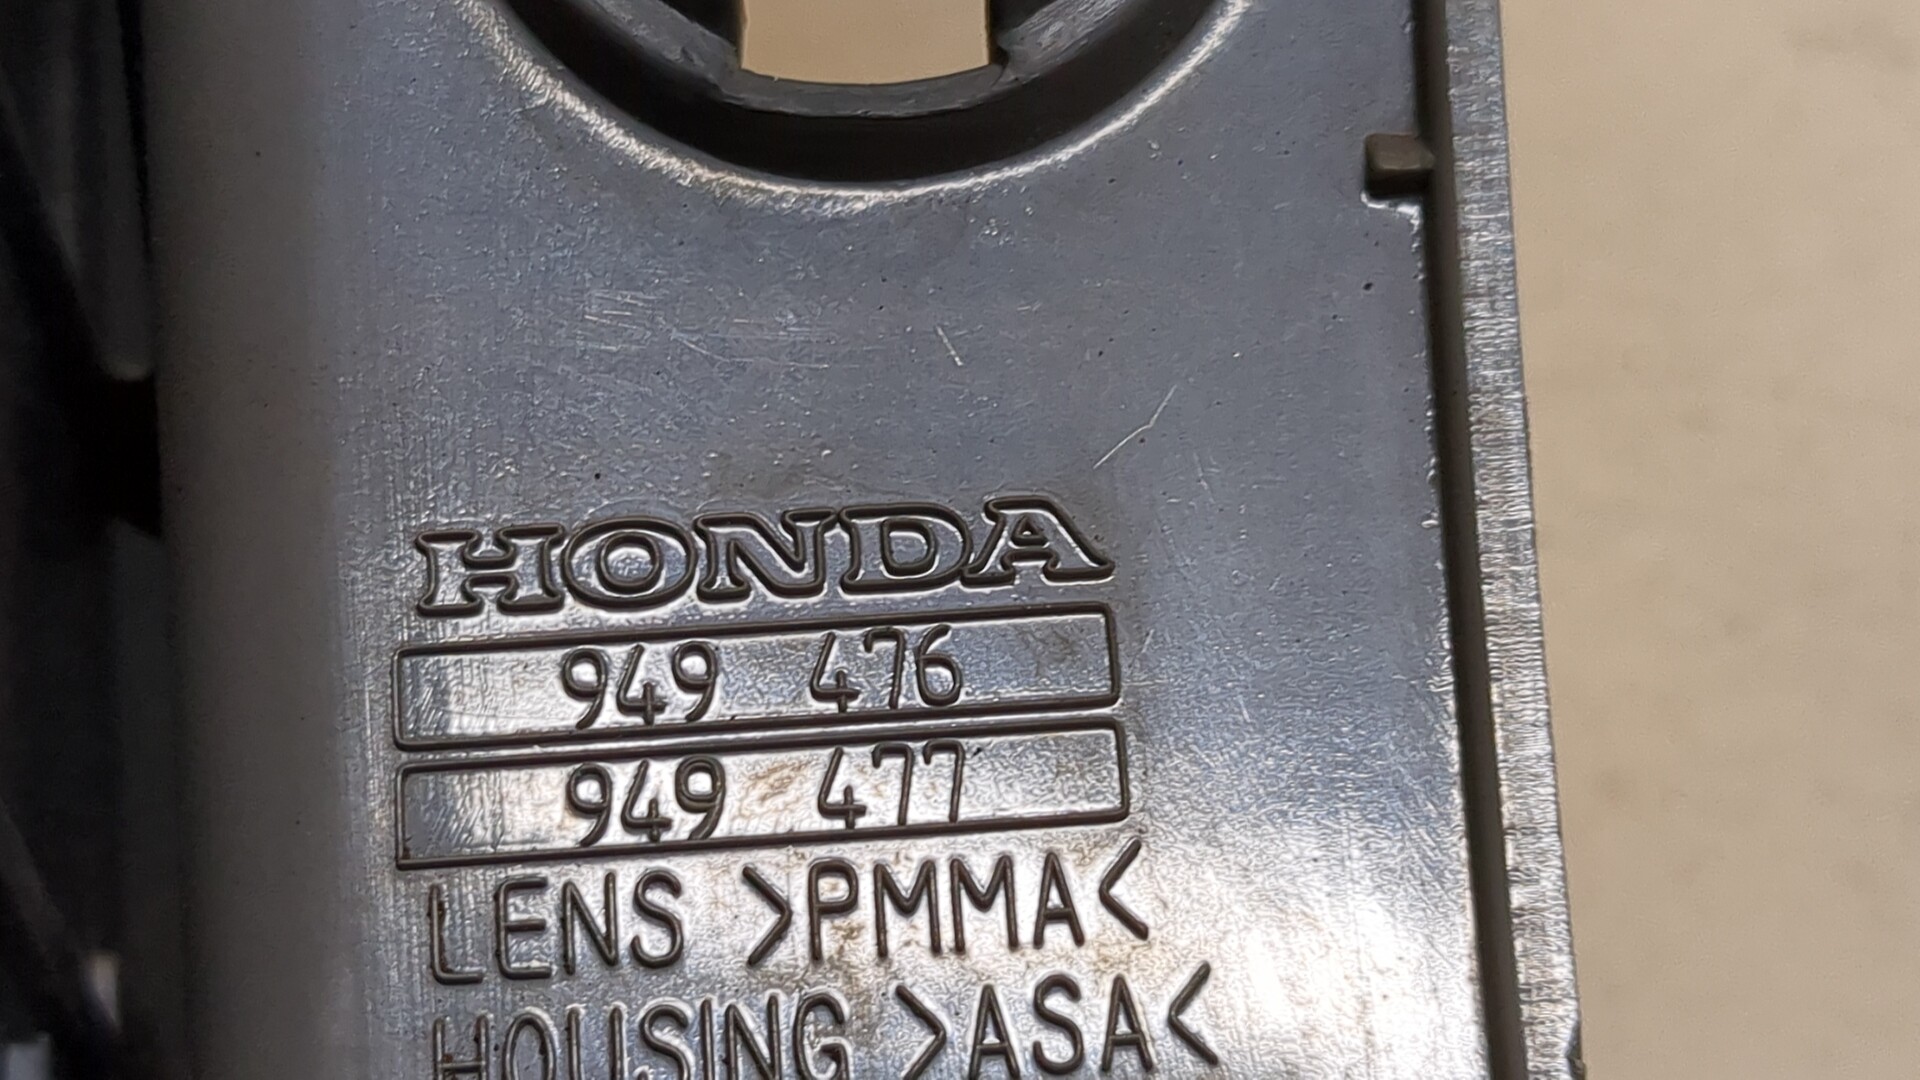 HONDA
949 476
949 477
LENS >PMMA<
HOUSING >ASA<